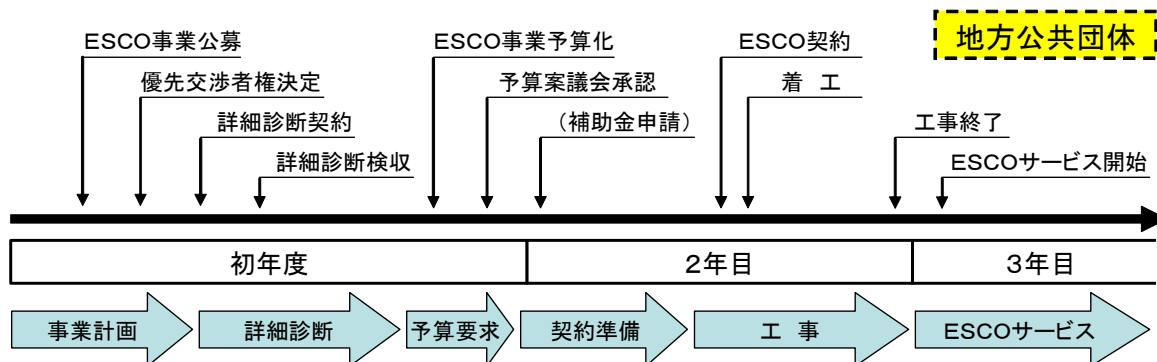 地方公共団体
ESCO事業公募
ESCO事業予算化
ESCO契約
優先交渉者権決定
予算案議会承認
着 工
詳細診断契約
（補助金申請）
工事終了
詳細診断検収
ESCOサービス開始
初年度
２年目
３年目
事業計画
詳細診断
予算要求
契約準備
工 事
ESCOサービス